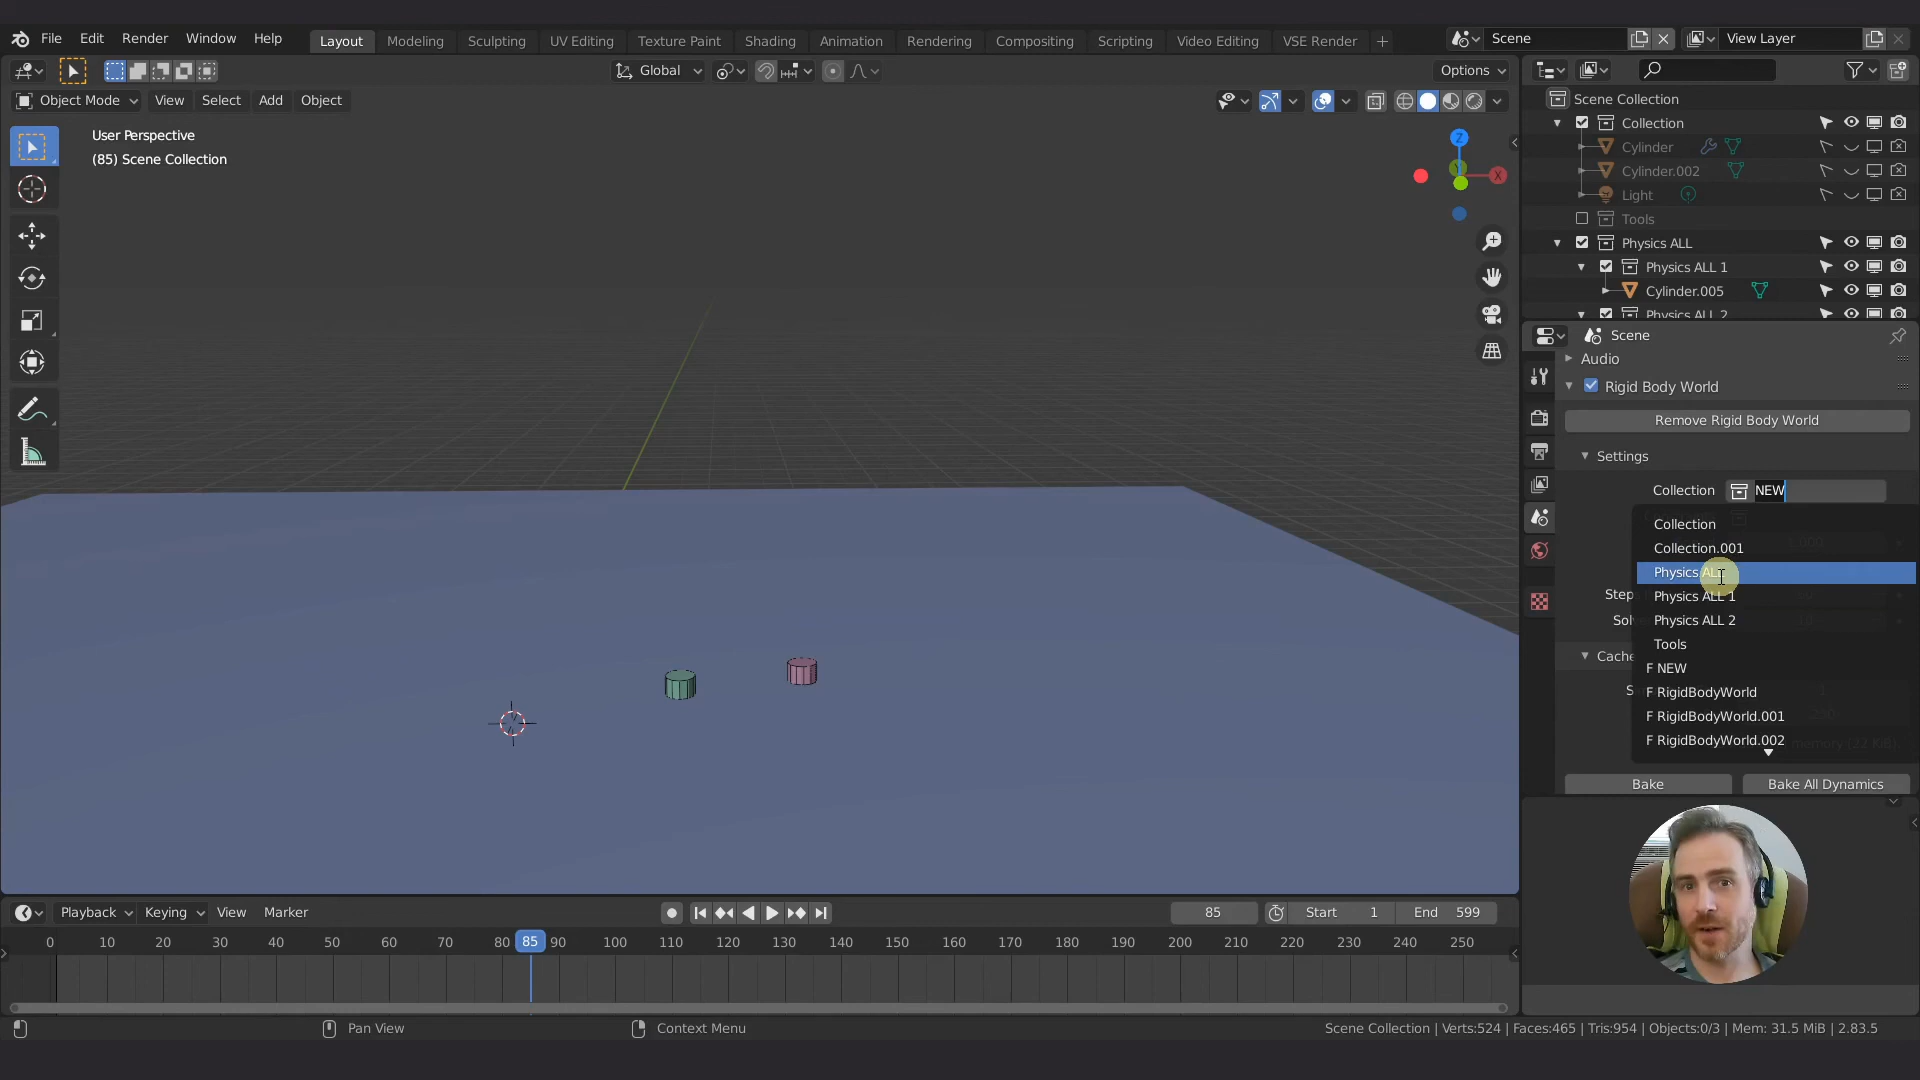 File Edit Render Window Help
Layout Modeling Sculpting UV Editing Texture Paint Shading Animation Rendering Compositing Scripting Video Editing VSE Render +
Scene View Layer
Global Options
Object Mode View Select Add Object
User Perspective
(85) Scene Collection
Z
X
Scene Collection
Collection
Cylinder
Cylinder.002
Light
Tools
Physics ALL
Physics ALL 1
Cylinder.005
Physics ALL 2
Scene
Audio
Rigid Body World
Remove Rigid Body World
Settings
Collection NEW
Collection
Collection.001
Physics ALL
Steps Physics ALL 1
Physics ALL 2
Tools
Cache F NEW
F RigidBodyWorld
F RigidBodyWorld.001
F RigidBodyWorld.002
Bake Bake All Dynamics
Playback Keying View Marker 85 Start 1 End 599
0 10 20 30 40 50 60 70 80 85 90 100 110 120 130 140 150 160 170 180 190 200 210 220 230 240 250
Pan View Context Menu Scene Collection | Verts:524 | Faces:465 | Tris:954 | Objects:0/3 | Mem: 31.5 MiB | 2.83.5